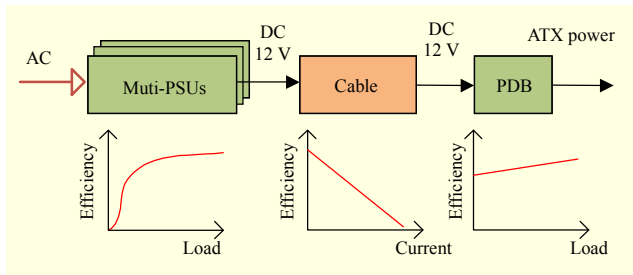 AC
Muti-PSUs
DC
12 V
Cable
DC
12 V
PDB
ATX power
Efficiency
Load
Efficiency
Current
Efficiency
Load